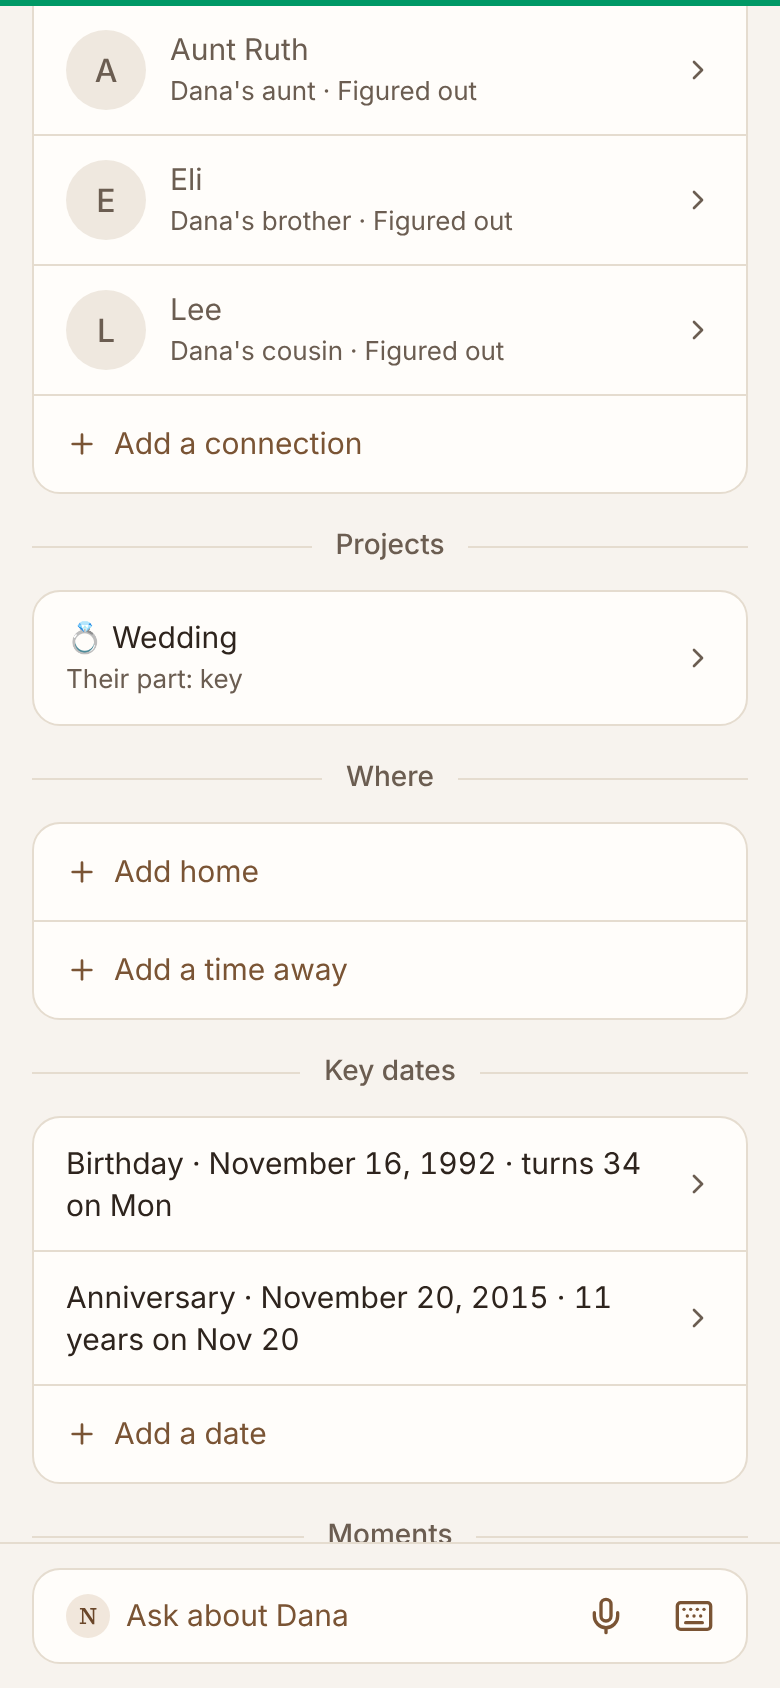 A
Aunt Ruth
Dana's aunt · Figured out
E
Eli
Dana's brother · Figured out
L
Lee
Dana's cousin · Figured out
+ Add a connection
Projects
💍 Wedding
Their part: key
Where
+ Add home
+ Add a time away
Key dates
Birthday · November 16, 1992 · turns 34
on Mon
Anniversary · November 20, 2015 · 11
years on Nov 20
+ Add a date
Moments
N Ask about Dana